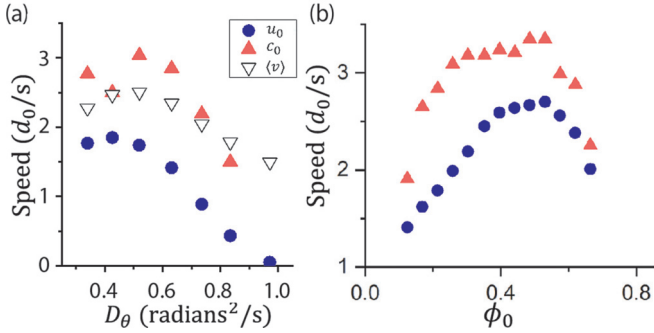 (a)
u₀
c₀
⟨v⟩
Speed (d₀/s)
3
2
1
0
0.4 0.6 0.8 1.0
D_θ (radians²/s)
(b)
Speed (d₀/s)
3
2
1
0.0 0.4 0.8
ϕ₀